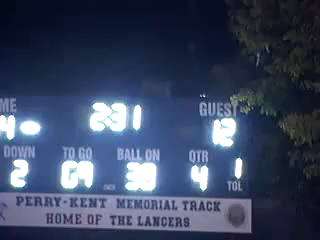 ME 2:31 GUEST
4 12
DOWN TO GO BALL ON QTR 1
2 4 TOL
PERRY-KENT MEMORIAL TRACK
HOME OF THE LANCERS